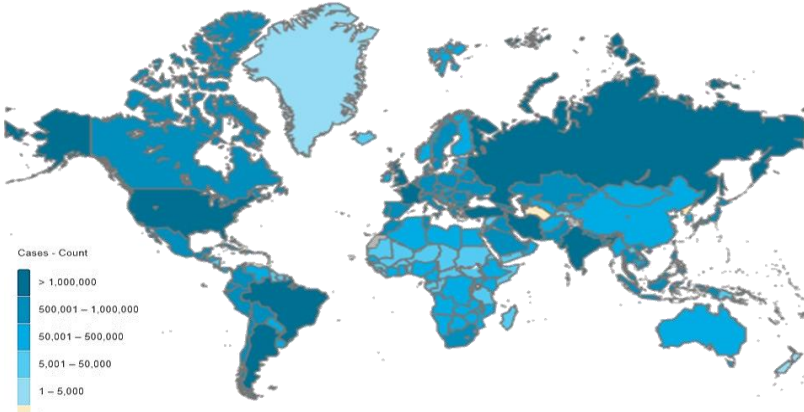 Cases - Count
> 1,000,000
500,001 – 1,000,000
50,001 – 500,000
5,001 – 50,000
1 – 5,000